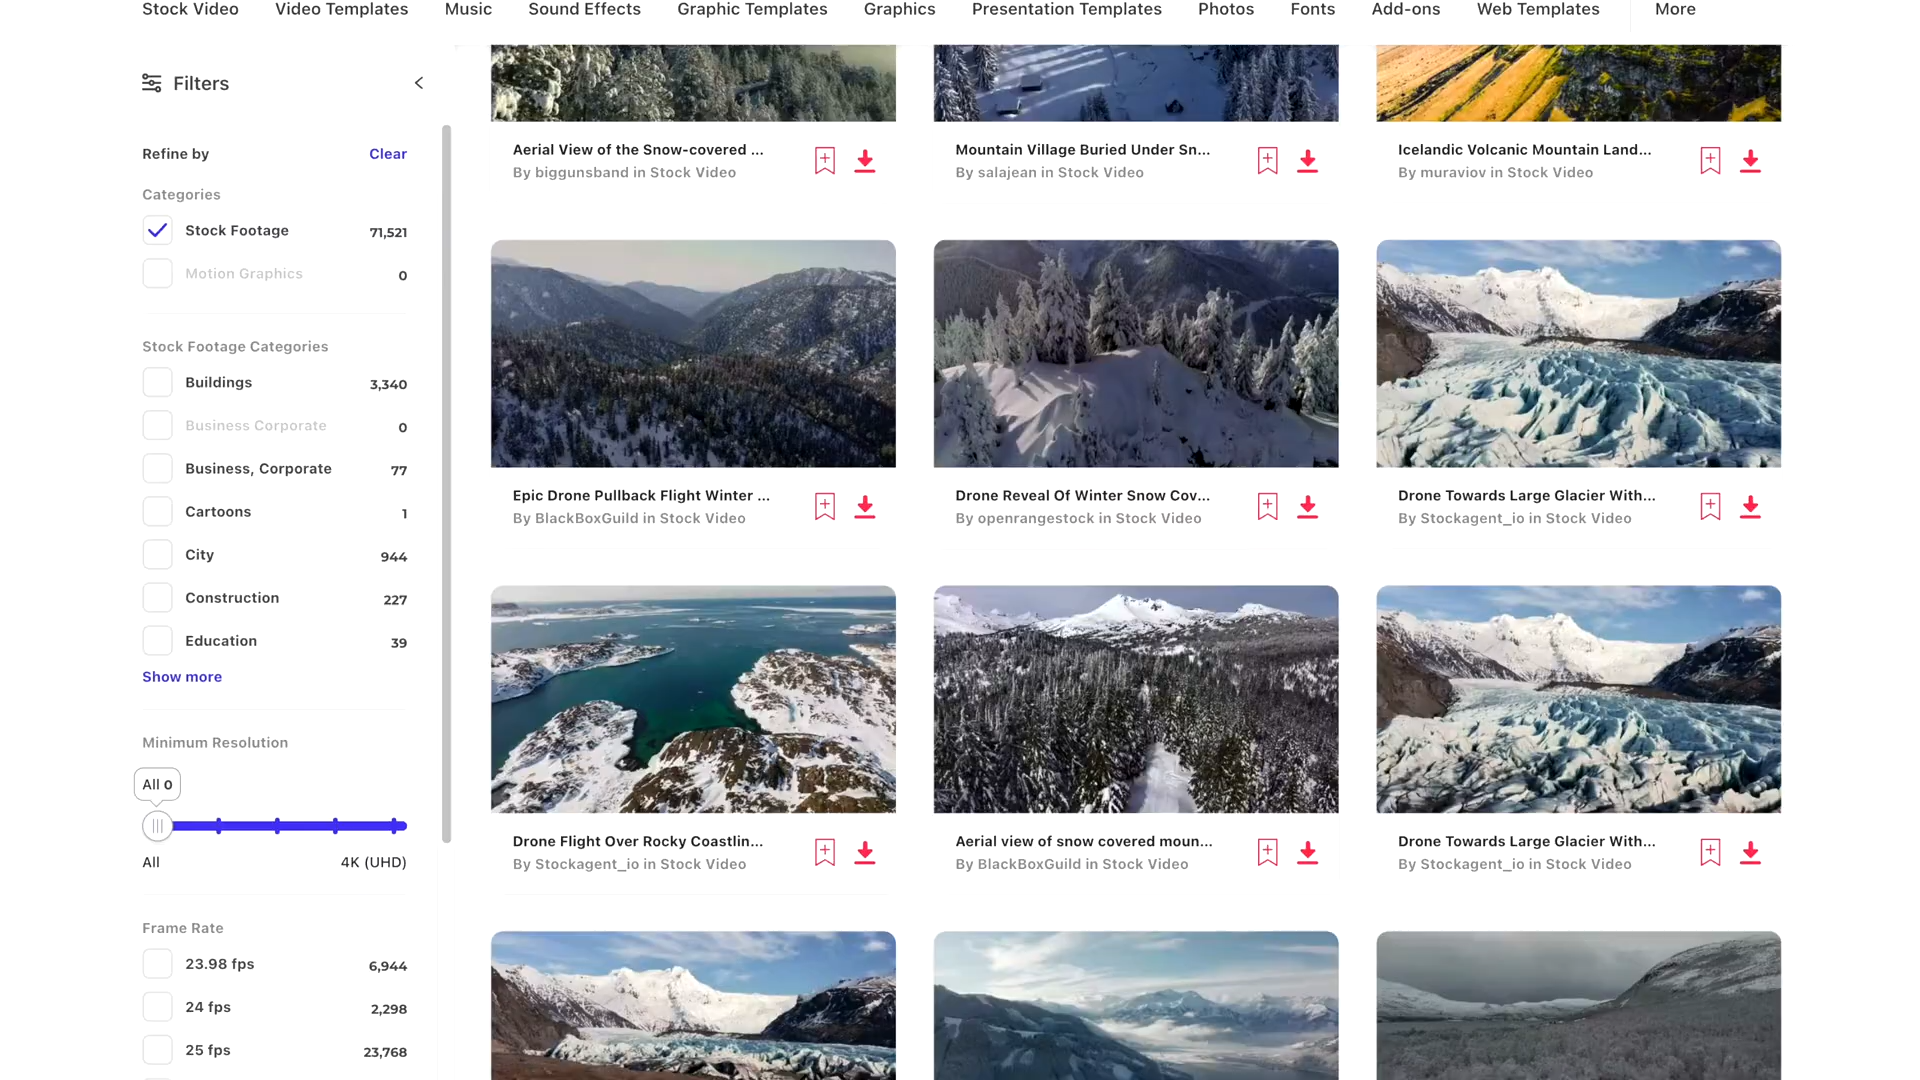 Stock Video Video Templates Music Sound Effects Graphic Templates Graphics Presentation Templates Photos Fonts Add-ons Web Templates More
Filters
Refine by Clear
Categories
Stock Footage 71,521
Motion Graphics 0
Stock Footage Categories
Buildings 3,340
Business Corporate 0
Business, Corporate 77
Cartoons 1
City 944
Construction 227
Education 39
Show more
Minimum Resolution
All 0
All 4K (UHD)
Frame Rate
23.98 fps 6,944
24 fps 2,298
25 fps 23,768
Aerial View of the Snow-covered ...
By biggunsband in Stock Video
Mountain Village Buried Under Sn...
By salajean in Stock Video
Icelandic Volcanic Mountain Land...
By muraviov in Stock Video
Epic Drone Pullback Flight Winter ...
By BlackBoxGuild in Stock Video
Drone Reveal Of Winter Snow Cov...
By openrangestock in Stock Video
Drone Towards Large Glacier With...
By Stockagent_io in Stock Video
Drone Flight Over Rocky Coastlin...
By Stockagent_io in Stock Video
Aerial view of snow covered moun...
By BlackBoxGuild in Stock Video
Drone Towards Large Glacier With...
By Stockagent_io in Stock Video